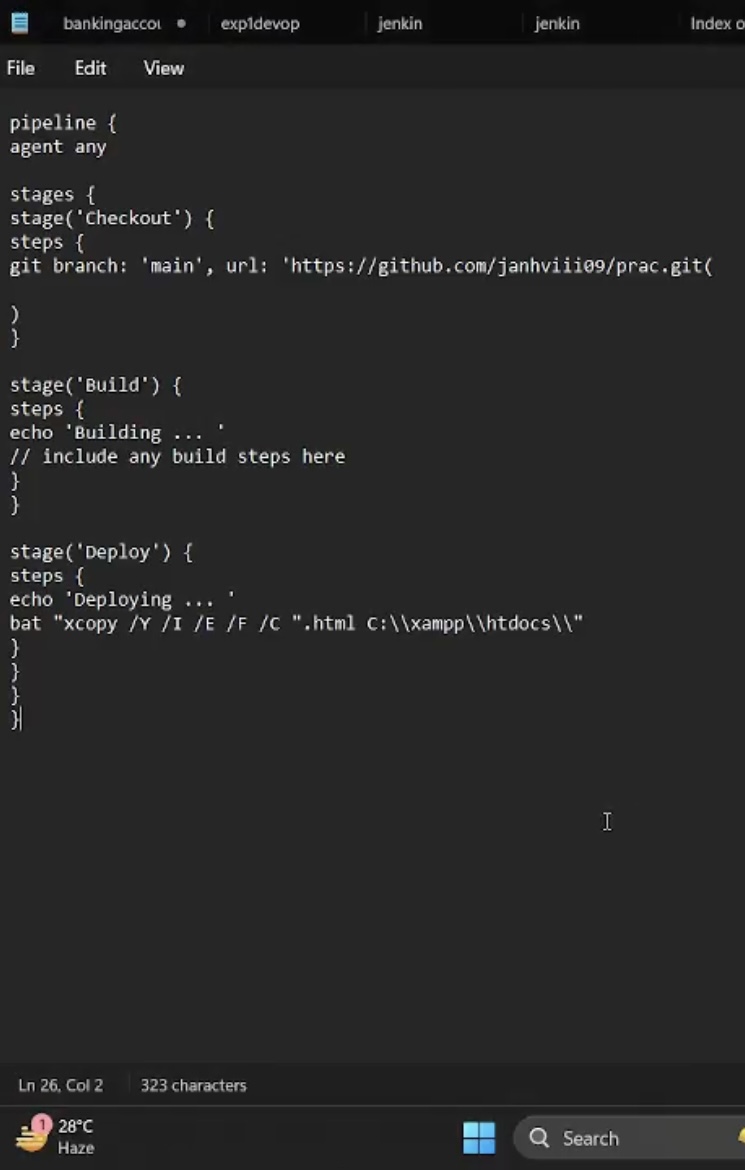 bankingaccou
exp1devop
jenkin
jenkin
Index o
File Edit View
pipeline {
agent any
stages {
stage('Checkout') {
steps {
git branch: 'main', url: 'https://github.com/janhviii09/prac.git(
)
}
stage('Build') {
steps {
echo 'Building ... '
// include any build steps here
}
}
stage('Deploy') {
steps {
echo 'Deploying ... '
bat "xcopy /Y /I /E /F /C ".html C:\\xampp\\htdocs\\"
}
}
}
}
Ln 26, Col 2 323 characters
1
28°C
Haze
Search